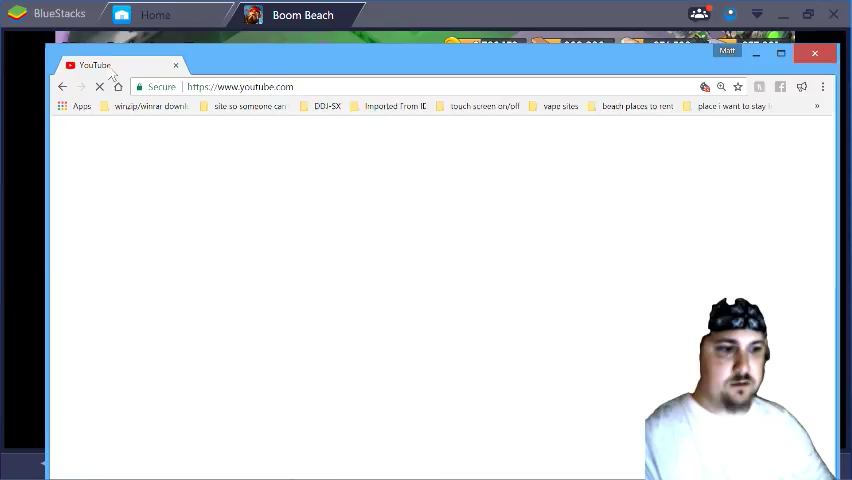 BlueStacks Home Boom Beach
Matt
YouTube
Secure https://www.youtube.com
Apps winzip/winrar downl site so someone can DDJ-SX Imported From IE touch screen on/off vape sites beach places to rent place i want to stay »